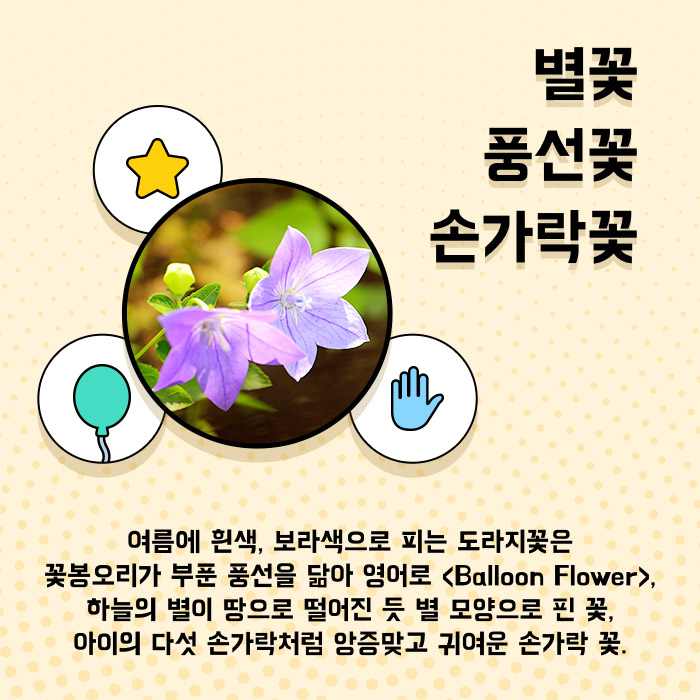 별꽃
풍선꽃
손가락꽃
여름에 흰색, 보라색으로 피는 도라지꽃은
꽃봉오리가 부푼 풍선을 닮아 영어로 <Balloon Flower>,
하늘의 별이 땅으로 떨어진 듯 별 모양으로 핀 꽃,
아이의 다섯 손가락처럼 앙증맞고 귀여운 손가락 꽃.